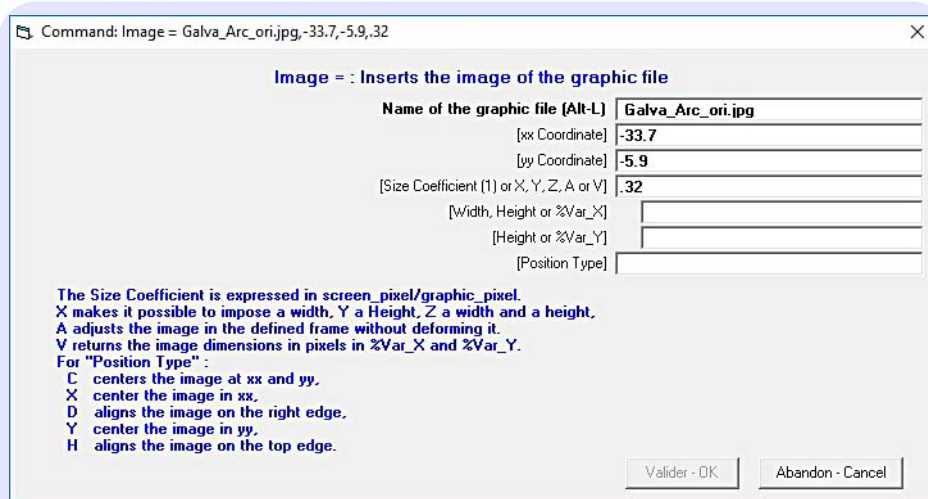 Command: Image = Galva_Arc_ori.jpg,-33.7,-5.9,.32
Image = : Inserts the image of the graphic file
Name of the graphic file (Alt-L) Galva_Arc_ori.jpg
[xx Coordinate] -33.7
[yy Coordinate] -5.9
[Size Coefficient (1) or X, Y, Z, A or V] .32
[Width, Height or %Var_X]
[Height or %Var_Y]
[Position Type]
The Size Coefficient is expressed in screen_pixel/graphic_pixel.
X makes it possible to impose a width, Y a Height, Z a width and a height,
A adjusts the image in the defined frame without deforming it.
V returns the image dimensions in pixels in %Var_X and %Var_Y.
For "Position Type" :
C centers the image at xx and yy,
X center the image in xx,
D aligns the image on the right edge,
Y center the image in yy,
H aligns the image on the top edge.
Valider - OK Abandon - Cancel